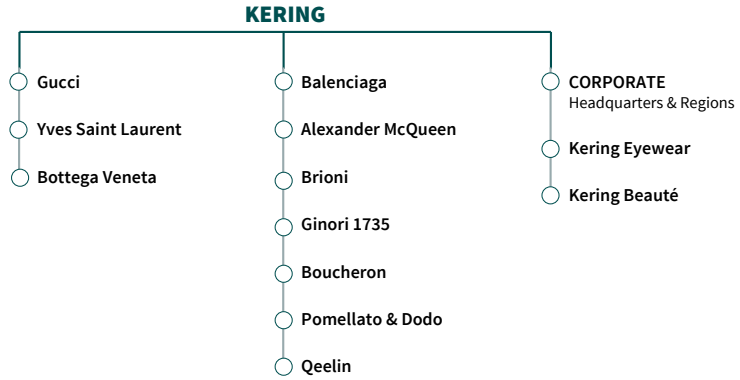 KERING
Gucci
Yves Saint Laurent
Bottega Veneta
Balenciaga
Alexander McQueen
Brioni
Ginori 1735
Boucheron
Pomellato & Dodo
Qeelin
CORPORATE
Headquarters & Regions
Kering Eyewear
Kering Beauté